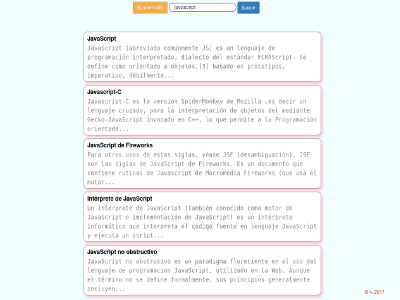 Random Wiki javascript Buscar
JavaScript
JavaScript (abreviado comúnmente JS) es un lenguaje de
programación interpretado, dialecto del estándar ECMAScript. Se
define como orientado a objetos,[3] basado en prototipos,
imperativo, débilmente...
Javascript-C
Javascript-C es la versión SpiderMonkey de Mozilla ,es decir un
lenguaje cruzado, para la interpretación de objetos del mediante
Gecko-JavaScript invocado en C++, lo que permite a la Programación
orientada...
JavaScript de Fireworks
Para otros usos de estas siglas, véase JSF (desambiguación). JSF
son las siglas de JavaScript de Fireworks. Es un documento que
contiene rutinas de Javascript de Macromedia Fireworks (que usa el
motor...
Intérprete de JavaScript
Un intérprete de JavaScript (también conocido como motor de
JavaScript o implementación de JavaScript) es un intérprete
informático que interpreta el código fuente en lenguaje JavaScript
y ejecuta un script...
JavaScript no obstructivo
JavaScript no obstrusivo es un paradigma floreciente en el uso del
lenguaje de programación JavaScript, utilizado en la Web. Aunque
el término no se define formalmente, sus principios generalmente
incluyen...
2017